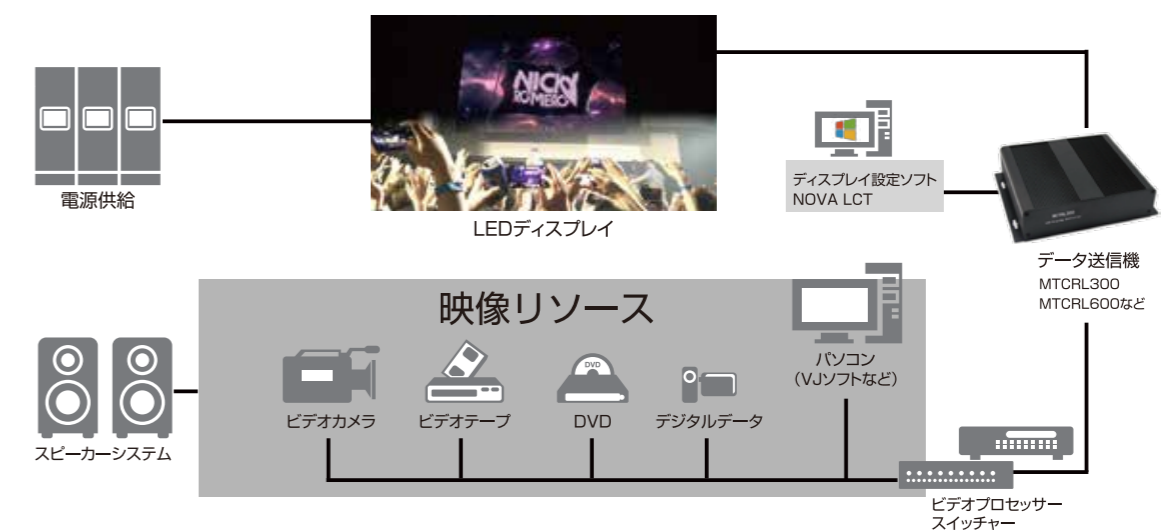 NICKY
ROMERO
電源供給
LEDディスプレイ
ディスプレイ設定ソフト
NOVA LCT
データ送信機
MTCRL300
MTCRL600など
映像リソース
パソコン
（VJソフトなど）
DVD
ビデオカメラ
ビデオテープ
DVD
デジタルデータ
スピーカーシステム
ビデオプロセッサー
スイッチャー